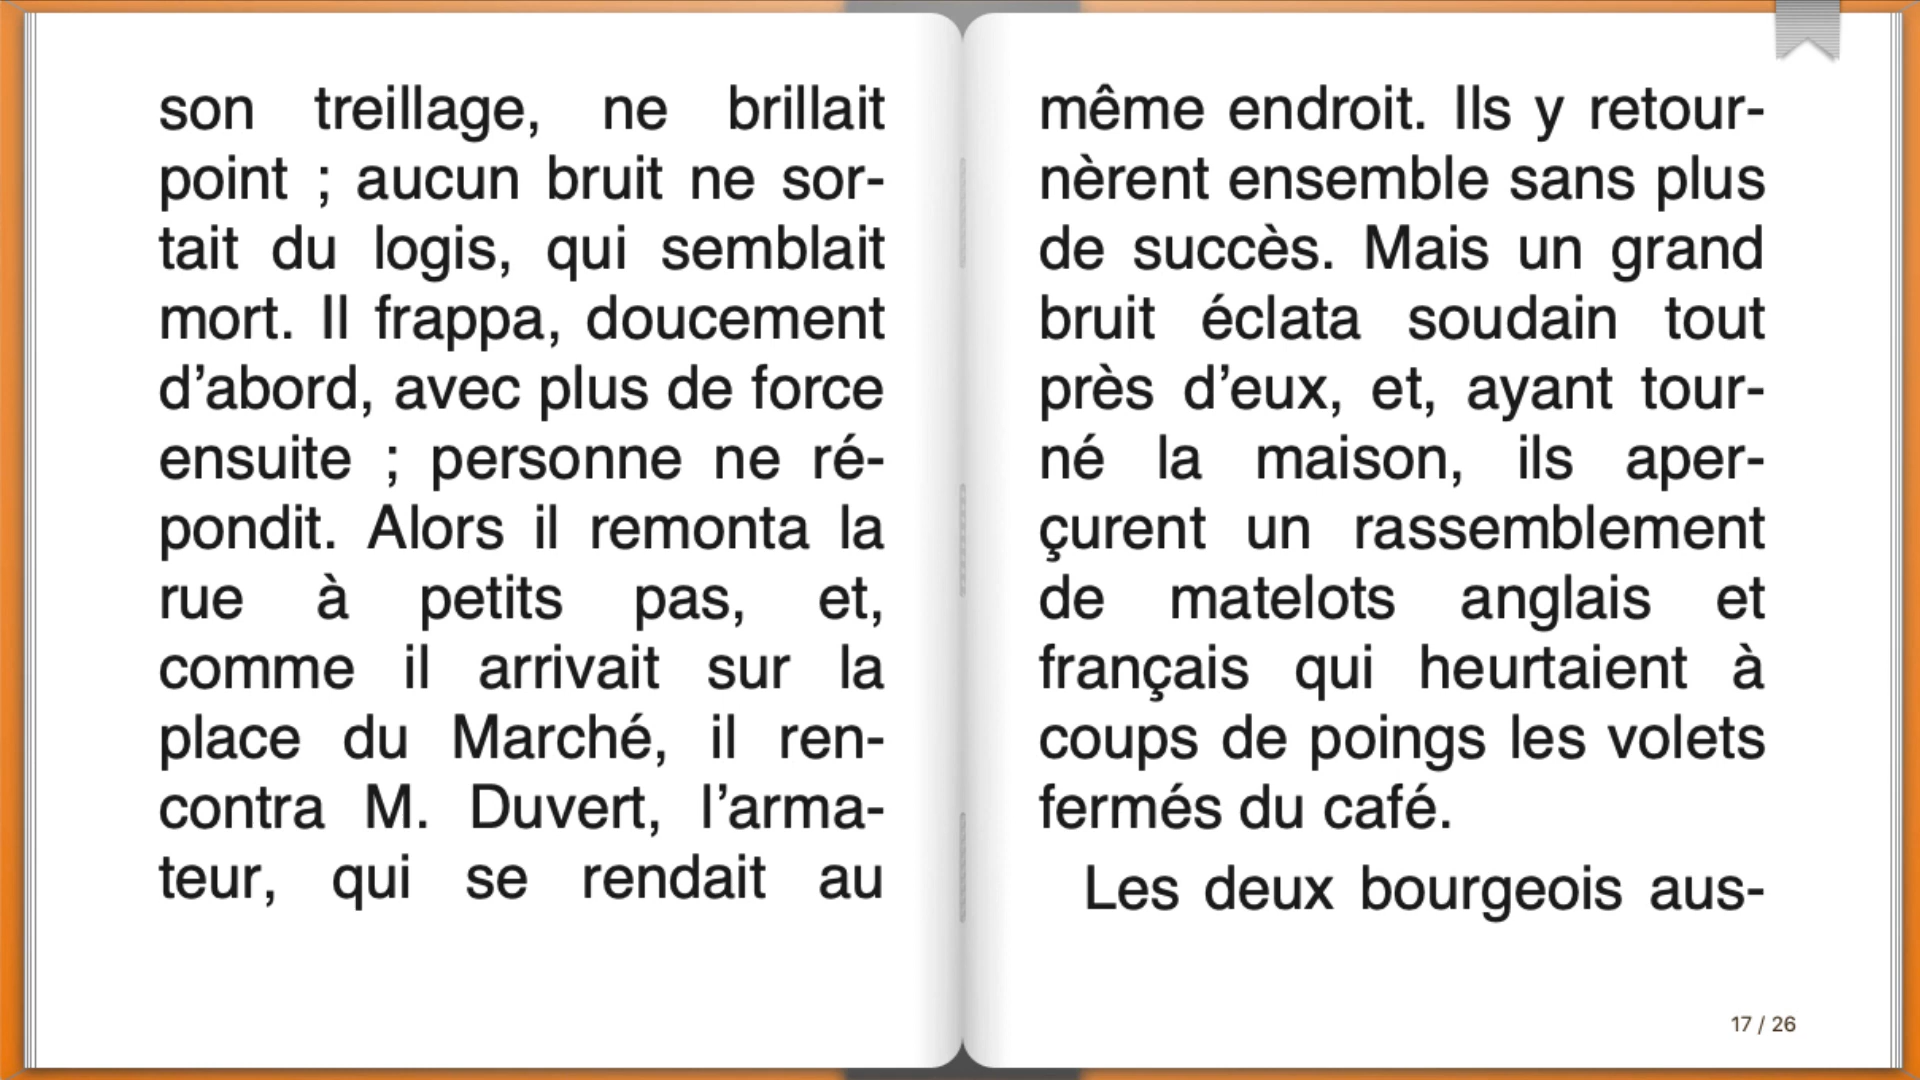 son treillage, ne brillait
point ; aucun bruit ne sor-
tait du logis, qui semblait
mort. Il frappa, doucement
d’abord, avec plus de force
ensuite ; personne ne ré-
pondit. Alors il remonta la
rue à petits pas, et,
comme il arrivait sur la
place du Marché, il ren-
contra M. Duvert, l’arma-
teur, qui se rendait au
même endroit. Ils y retour-
nèrent ensemble sans plus
de succès. Mais un grand
bruit éclata soudain tout
près d’eux, et, ayant tour-
né la maison, ils aper-
çurent un rassemblement
de matelots anglais et
français qui heurtaient à
coups de poings les volets
fermés du café.
Les deux bourgeois aus-
17 / 26